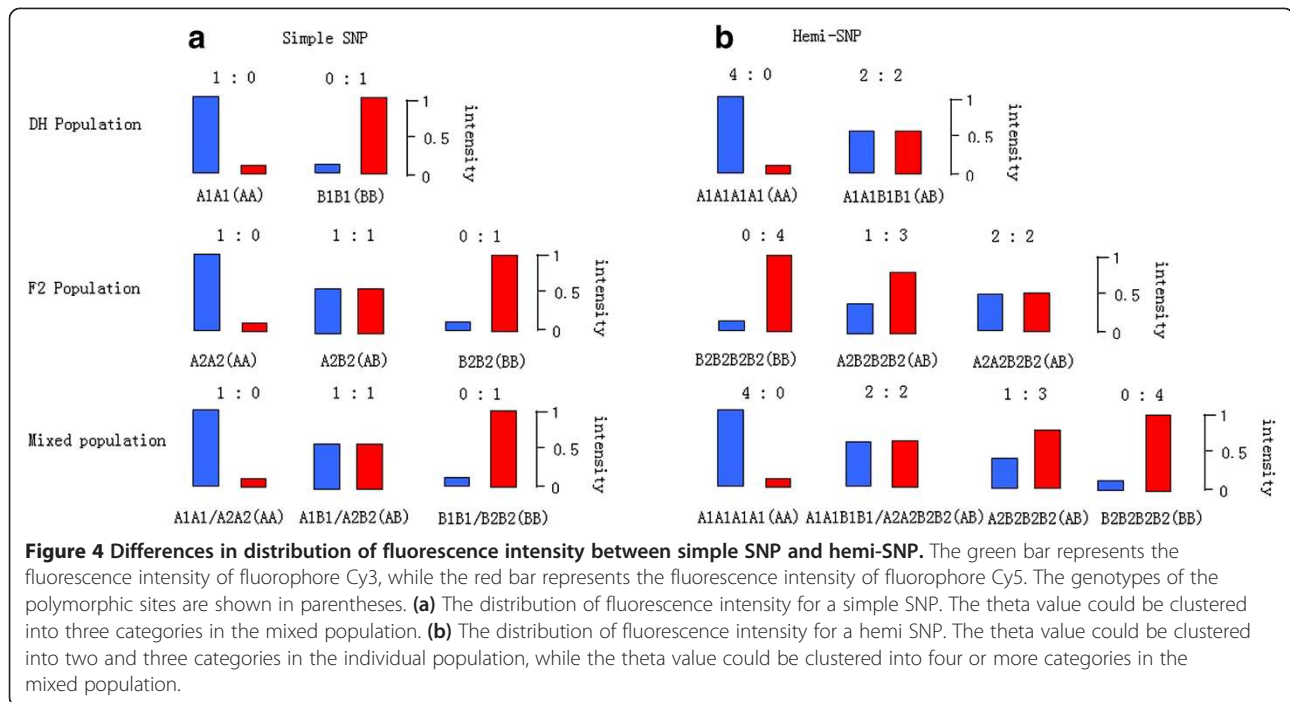 a Simple SNP
b Hemi-SNP
1 : 0 0 : 1
4 : 0 2 : 2
DH Population
1
0.5
0
intensity
1
0.5
0
intensity
A1A1(AA) B1B1(BB)
A1A1A1A1(AA) A1A1B1B1(AB)
1 : 0 1 : 1 0 : 1
0 : 4 1 : 3 2 : 2
F2 Population
1
0.5
0
intensity
1
0.5
0
intensity
A2A2(AA) A2B2(AB) B2B2(BB)
B2B2B2B2(BB) A2B2B2B2(AB) A2A2B2B2(AB)
1 : 0 1 : 1 0 : 1
4 : 0 2 : 2 1 : 3 0 : 4
Mixed population
1
0.5
0
intensity
1
0.5
0
intensity
A1A1/A2A2(AA) A1B1/A2B2(AB) B1B1/B2B2(BB)
A1A1A1A1(AA) A1A1B1B1/A2A2B2B2(AB) A2B2B2B2(AB) B2B2B2B2(BB)
Figure 4 Differences in distribution of fluorescence intensity between simple SNP and hemi-SNP. The green bar represents the
fluorescence intensity of fluorophore Cy3, while the red bar represents the fluorescence intensity of fluorophore Cy5. The genotypes of the
polymorphic sites are shown in parentheses. (a) The distribution of fluorescence intensity for a simple SNP. The theta value could be clustered
into three categories in the mixed population. (b) The distribution of fluorescence intensity for a hemi SNP. The theta value could be clustered
into two and three categories in the individual population, while the theta value could be clustered into four or more categories in the
mixed population.